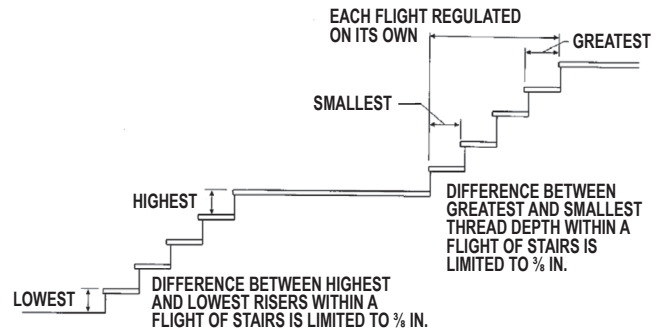 EACH FLIGHT REGULATED
ON ITS OWN
GREATEST
SMALLEST
HIGHEST
DIFFERENCE BETWEEN
GREATEST AND SMALLEST
THREAD DEPTH WITHIN A
FLIGHT OF STAIRS IS
LIMITED TO ⅜ IN.
LOWEST
DIFFERENCE BETWEEN HIGHEST
AND LOWEST RISERS WITHIN A
FLIGHT OF STAIRS IS LIMITED TO ⅜ IN.